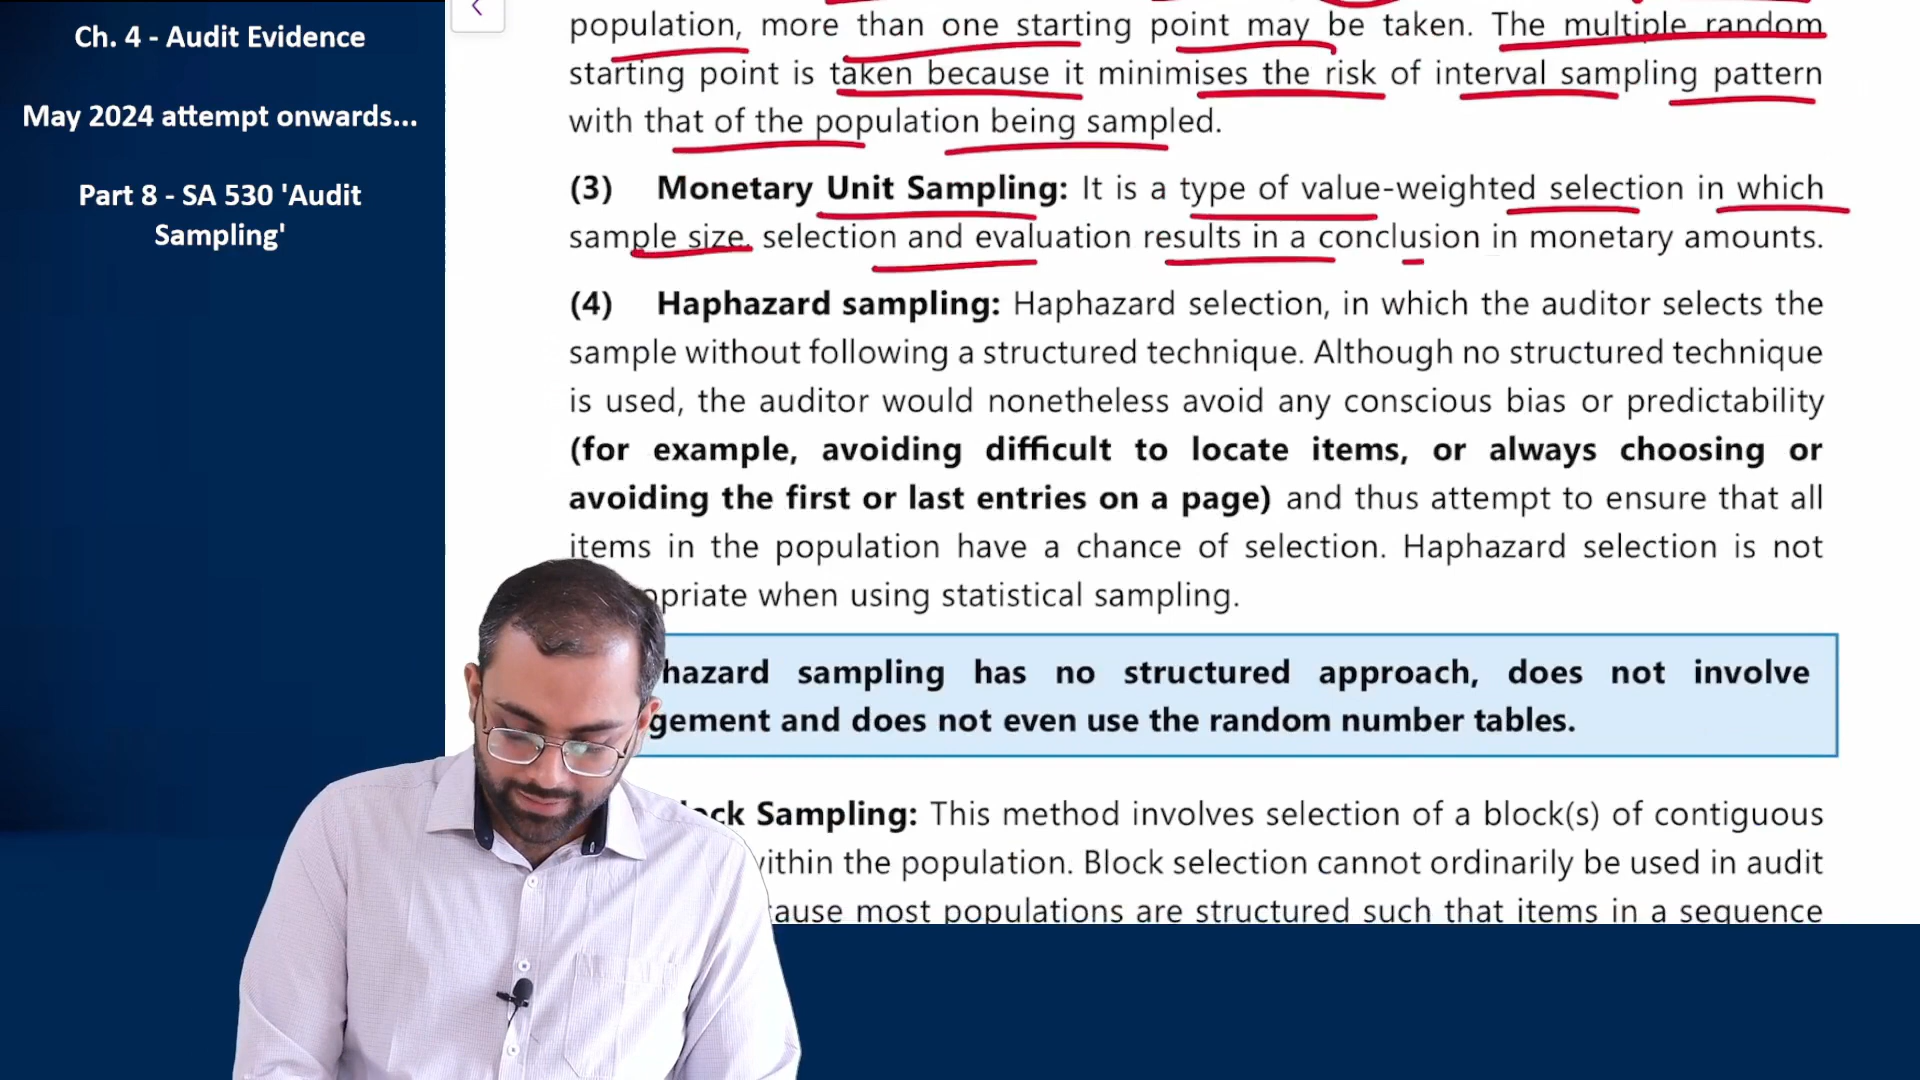 Ch. 4 - Audit Evidence
May 2024 attempt onwards...
Part 8 - SA 530 'Audit
Sampling'
population, more than one starting point may be taken. The multiple random
starting point is taken because it minimises the risk of interval sampling pattern
with that of the population being sampled.
(3) Monetary Unit Sampling: It is a type of value-weighted selection in which
sample size, selection and evaluation results in a conclusion in monetary amounts.
(4) Haphazard sampling: Haphazard selection, in which the auditor selects the
sample without following a structured technique. Although no structured technique
is used, the auditor would nonetheless avoid any conscious bias or predictability
(for example, avoiding difficult to locate items, or always choosing or
avoiding the first or last entries on a page) and thus attempt to ensure that all
items in the population have a chance of selection. Haphazard selection is not
opriate when using statistical sampling.
hazard sampling has no structured approach, does not involve
gement and does not even use the random number tables.
ock Sampling: This method involves selection of a block(s) of contiguous
within the population. Block selection cannot ordinarily be used in audit
cause most populations are structured such that items in a sequence